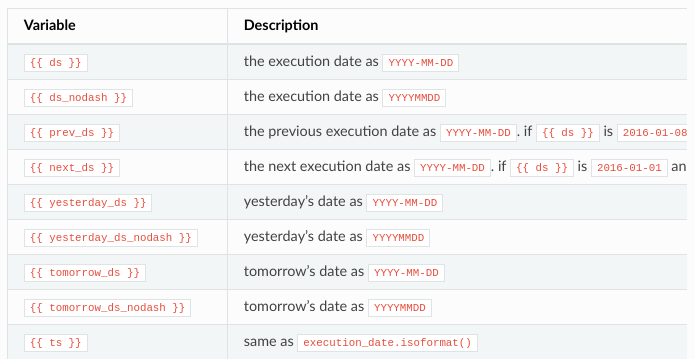 Variable Description
{{ ds }} the execution date as YYYY-MM-DD
{{ ds_nodash }} the execution date as YYYYMMDD
{{ prev_ds }} the previous execution date as YYYY-MM-DD. if {{ ds }} is 2016-01-08
{{ next_ds }} the next execution date as YYYY-MM-DD. if {{ ds }} is 2016-01-01 an
{{ yesterday_ds }} yesterday’s date as YYYY-MM-DD
{{ yesterday_ds_nodash }} yesterday’s date as YYYYMMDD
{{ tomorrow_ds }} tomorrow’s date as YYYY-MM-DD
{{ tomorrow_ds_nodash }} tomorrow’s date as YYYYMMDD
{{ ts }} same as execution_date.isoformat()